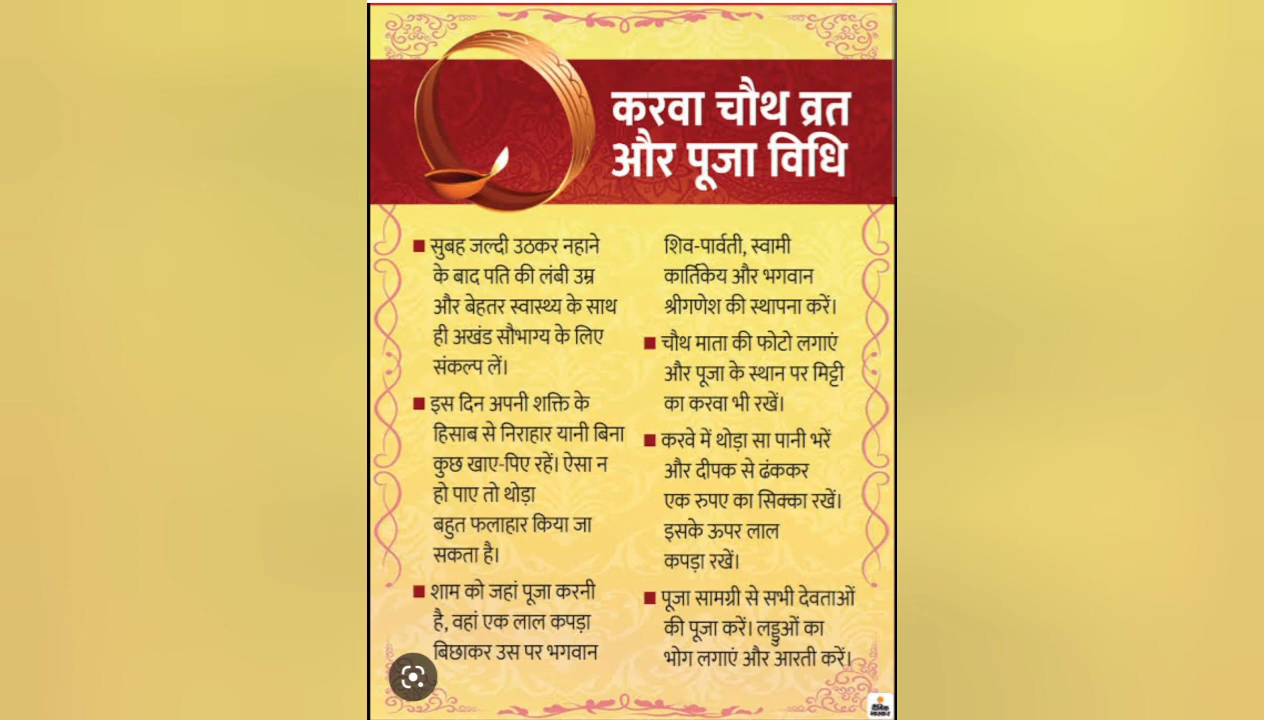 करवा चौथ व्रत
और पूजा विधि
■ सुबह जल्दी उठकर नहाने
के बाद पति की लंबी उम्र
और बेहतर स्वास्थ्य के साथ
ही अखंड सौभाग्य के लिए
संकल्प लें।
■ इस दिन अपनी शक्ति के
हिसाब से निराहार यानी बिना
कुछ खाए-पिए रहें। ऐसा न
हो पाए तो थोड़ा
बहुत फलाहार किया जा
सकता है।
■ शाम को जहां पूजा करनी
है, वहां एक लाल कपड़ा
बिछाकर उस पर भगवान
शिव-पार्वती, स्वामी
कार्तिकेय और भगवान
श्रीगणेश की स्थापना करें।
■ चौथ माता की फोटो लगाएं
और पूजा के स्थान पर मिट्टी
का करवा भी रखें।
■ करवे में थोड़ा सा पानी भरें
और दीपक से ढंककर
एक रुपए का सिक्का रखें।
इसके ऊपर लाल
कपड़ा रखें।
■ पूजा सामग्री से सभी देवताओं
की पूजा करें। लड्डुओं का
भोग लगाएं और आरती करें।
दैनिक
भास्कर